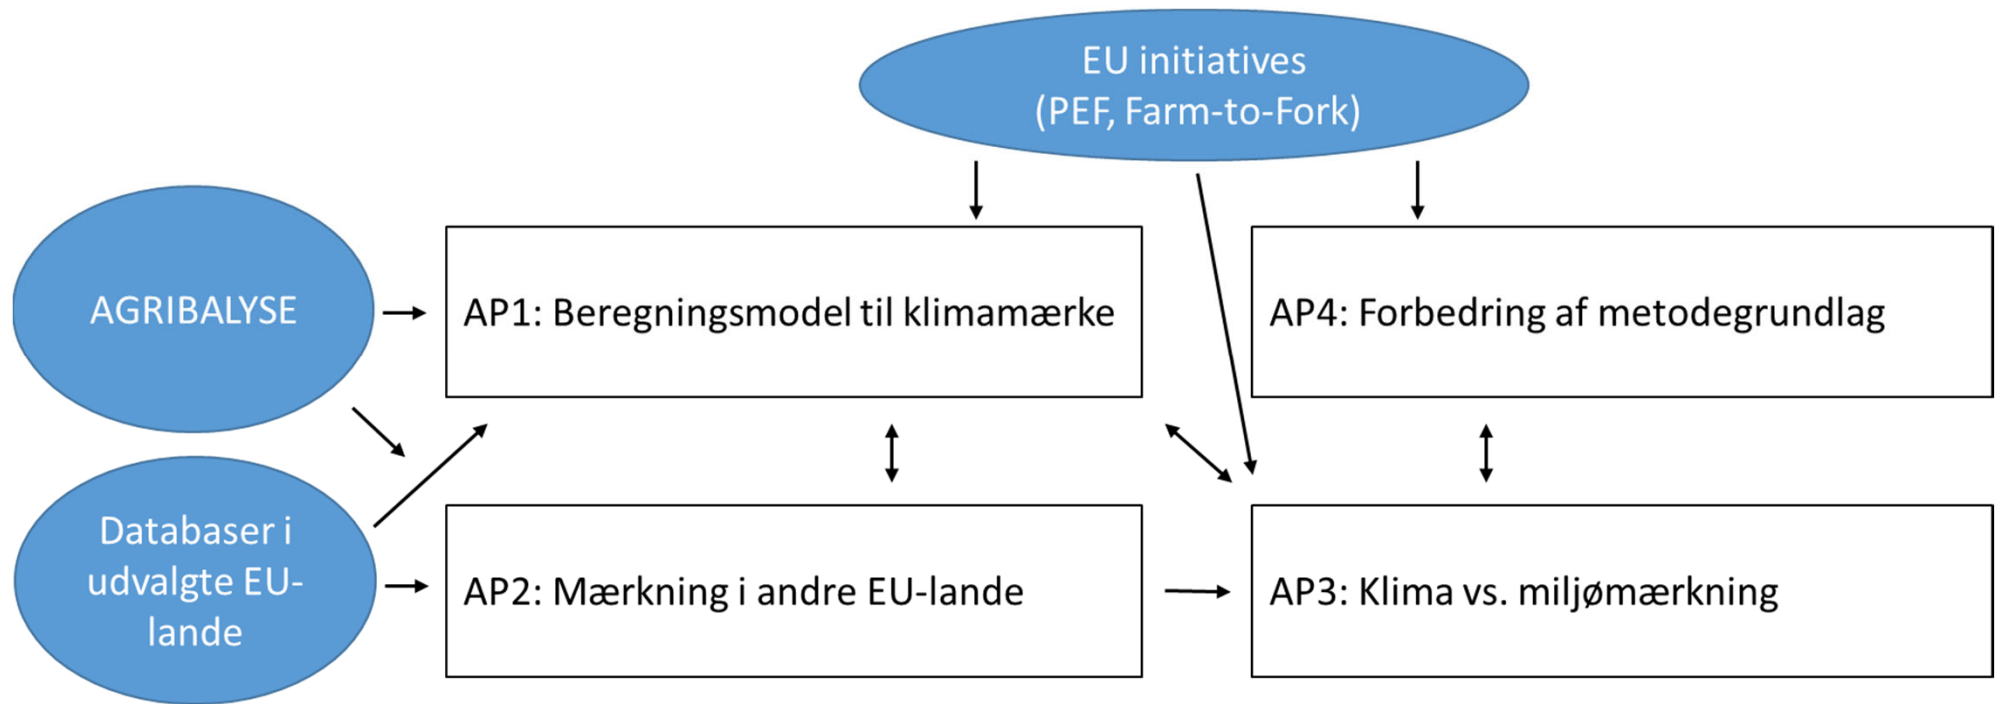 EU initiatives
(PEF, Farm-to-Fork)
AGRIBALYSE
AP1: Beregningsmodel til klimamærke
AP4: Forbedring af metodegrundlag
Databaser i
udvalgte EU-
lande
AP2: Mærkning i andre EU-lande
AP3: Klima vs. miljømærkning